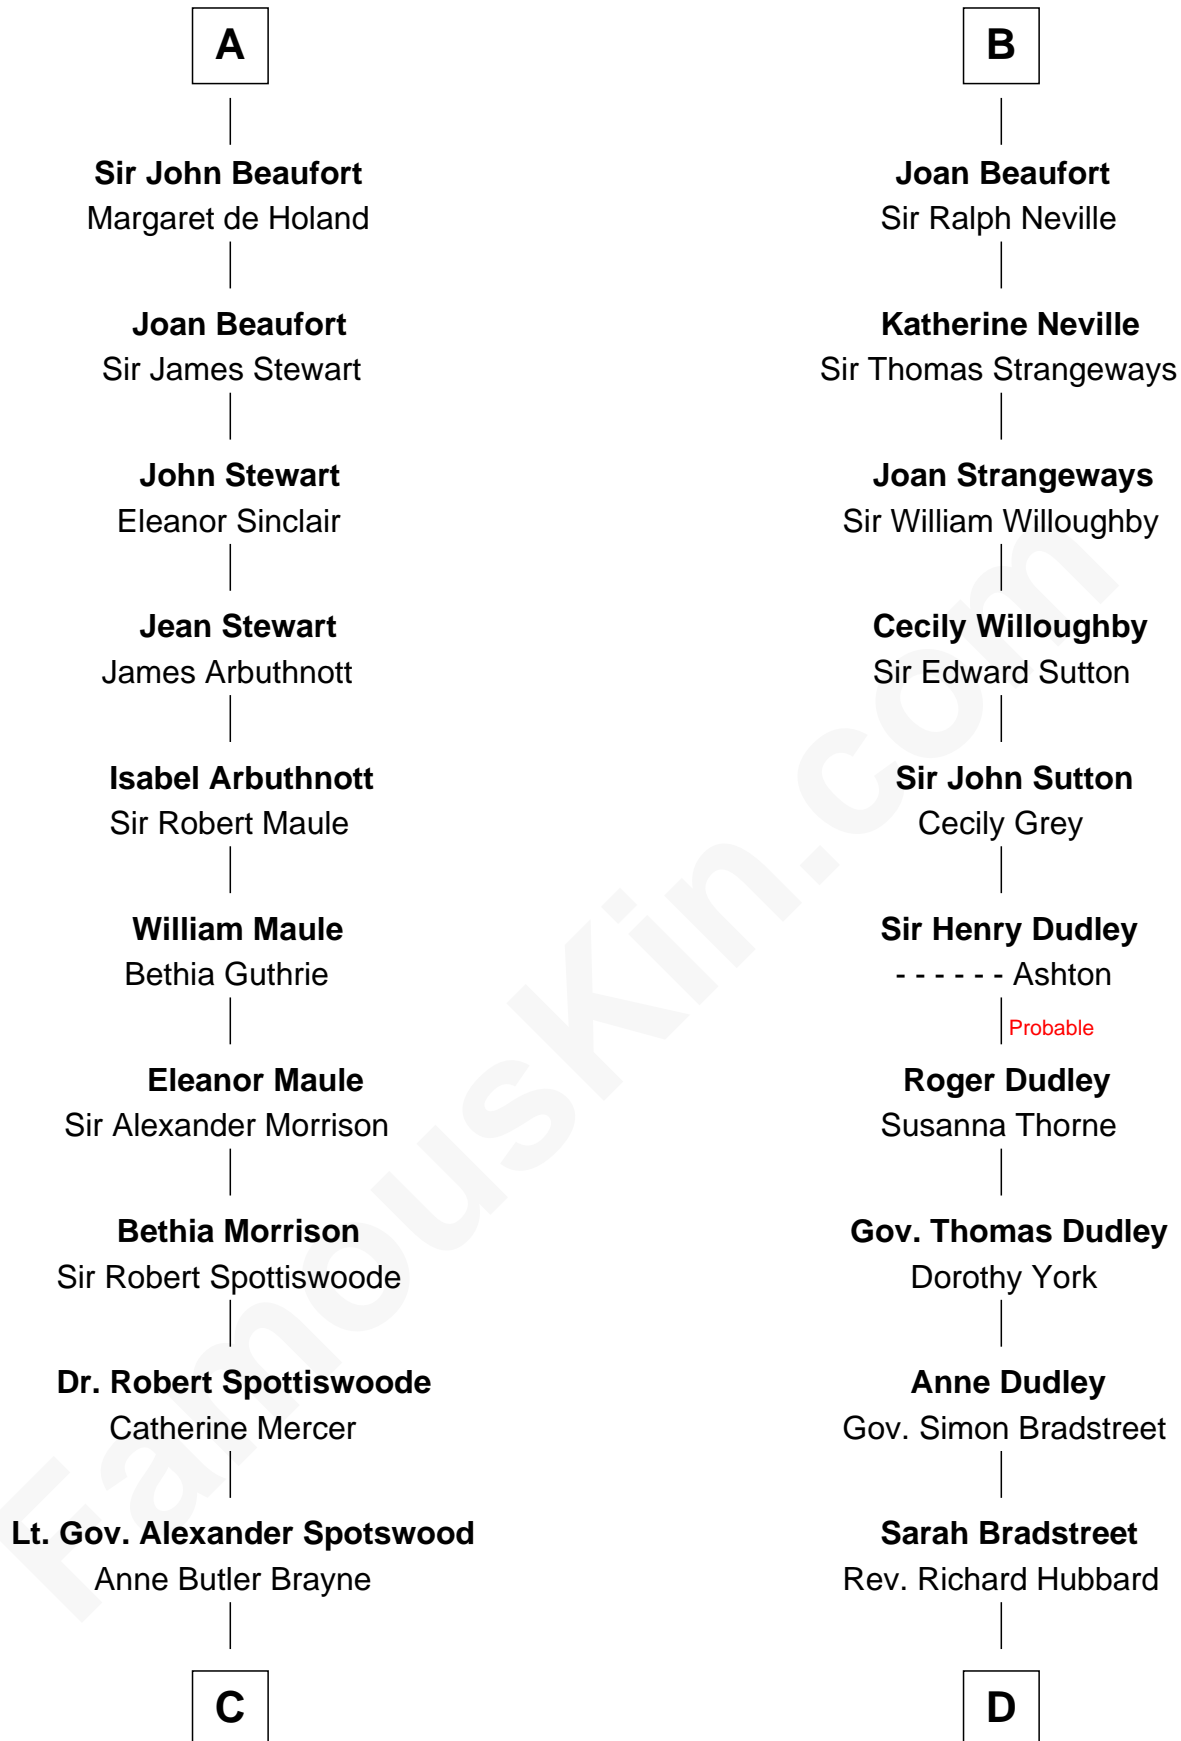 A
Sir John Beaufort
Margaret de Holand
Joan Beaufort
Sir James Stewart
John Stewart
Eleanor Sinclair
Jean Stewart
James Arbuthnott
Isabel Arbuthnott
Sir Robert Maule
William Maule
Bethia Guthrie
Eleanor Maule
Sir Alexander Morrison
Bethia Morrison
Sir Robert Spottiswoode
Dr. Robert Spottiswoode
Catherine Mercer
Lt. Gov. Alexander Spotswood
Anne Butler Brayne
C
B
Joan Beaufort
Sir Ralph Neville
Katherine Neville
Sir Thomas Strangeways
Joan Strangeways
Sir William Willoughby
Cecily Willoughby
Sir Edward Sutton
Sir John Sutton
Cecily Grey
Sir Henry Dudley
- - - - - - Ashton
Probable
Roger Dudley
Susanna Thorne
Gov. Thomas Dudley
Dorothy York
Anne Dudley
Gov. Simon Bradstreet
Sarah Bradstreet
Rev. Richard Hubbard
D
FamousKin.com